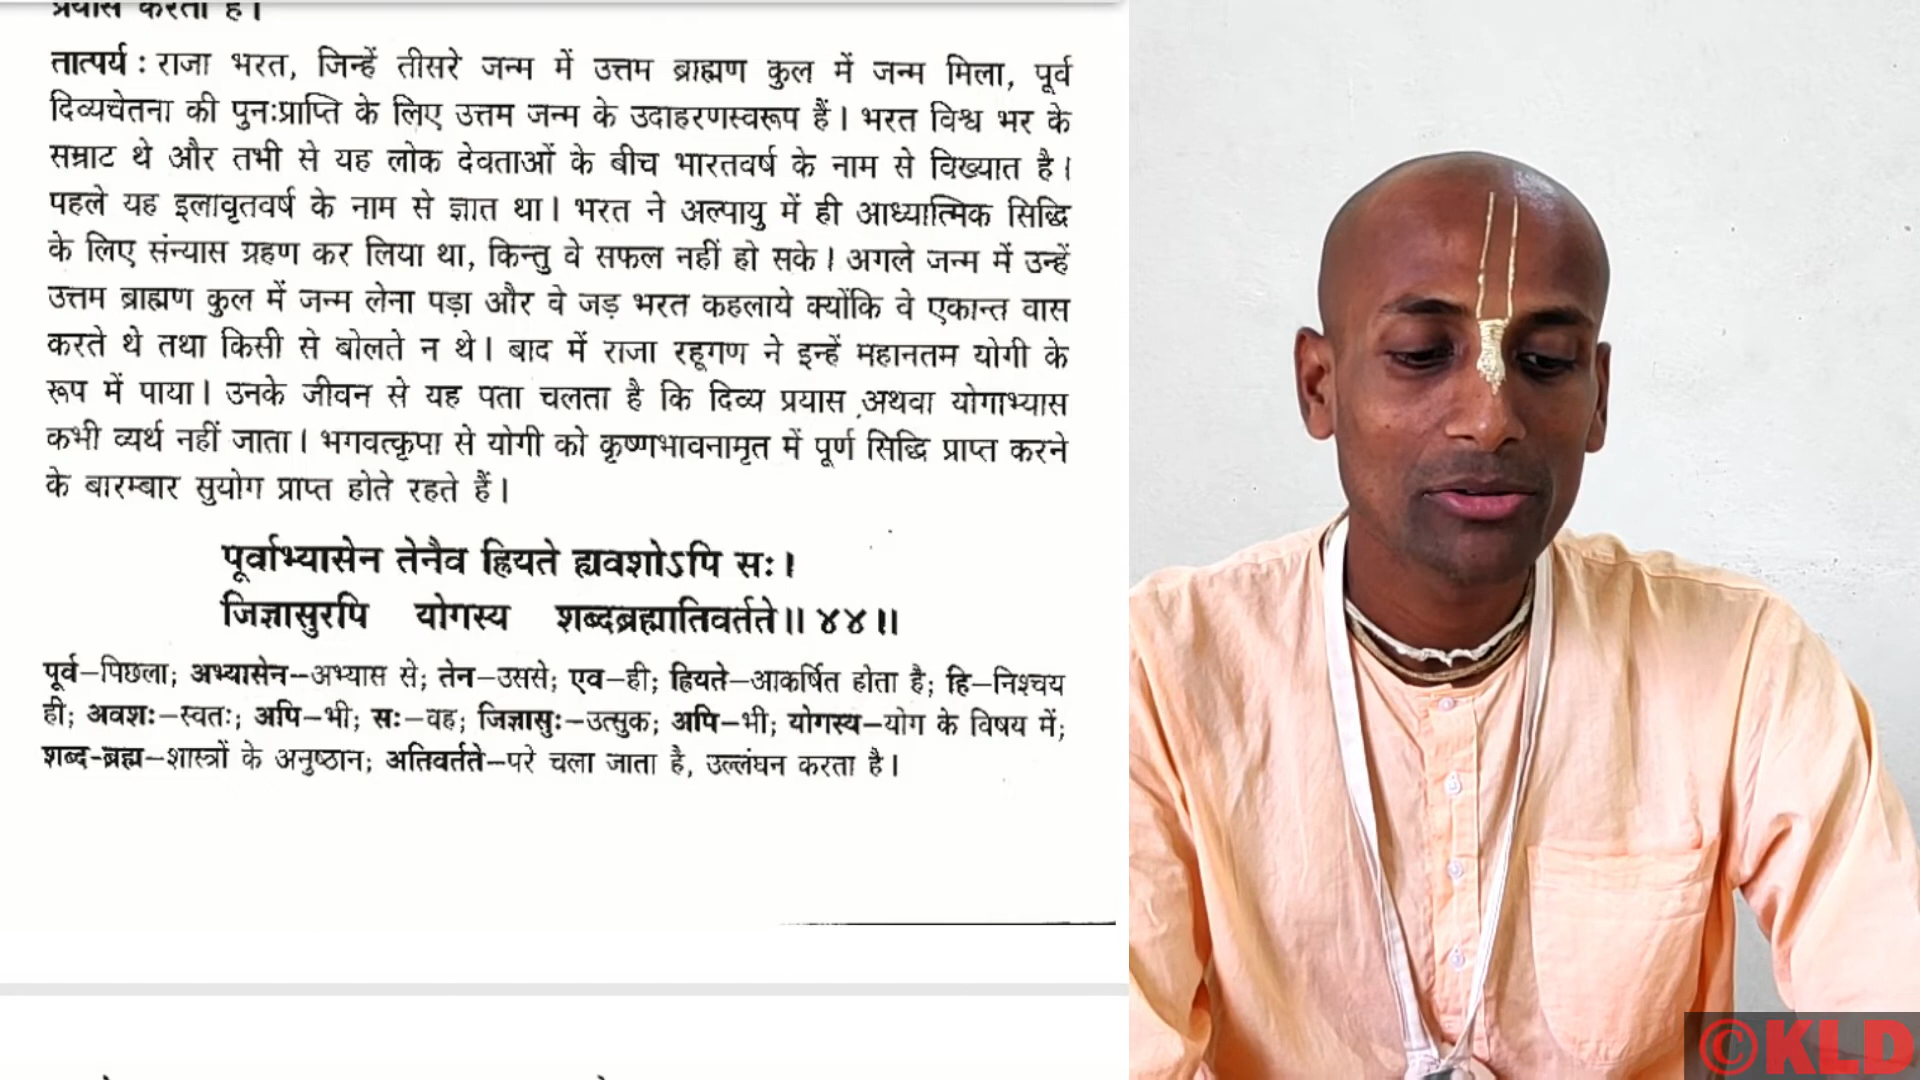 प्रयास करता है।
तात्पर्य : राजा भरत, जिन्हें तीसरे जन्म में उत्तम ब्राह्मण कुल में जन्म मिला, पूर्व
दिव्यचेतना की पुनःप्राप्ति के लिए उत्तम जन्म के उदाहरणस्वरूप हैं। भरत विश्व भर के
सम्राट थे और तभी से यह लोक देवताओं के बीच भारतवर्ष के नाम से विख्यात है।
पहले यह इलावृतवर्ष के नाम से ज्ञात था। भरत ने अल्पायु में ही आध्यात्मिक सिद्धि
के लिए संन्यास ग्रहण कर लिया था, किन्तु वे सफल नहीं हो सके। अगले जन्म में उन्हें
उत्तम ब्राह्मण कुल में जन्म लेना पड़ा और वे जड़ भरत कहलाये क्योंकि वे एकान्त वास
करते थे तथा किसी से बोलते न थे। बाद में राजा रहूगण ने इन्हें महानतम योगी के
रूप में पाया। उनके जीवन से यह पता चलता है कि दिव्य प्रयास अथवा योगाभ्यास
कभी व्यर्थ नहीं जाता। भगवत्कृपा से योगी को कृष्णभावनामृत में पूर्ण सिद्धि प्राप्त करने
के बारम्बार सुयोग प्राप्त होते रहते हैं।
पूर्वाभ्यासेन तेनैव ह्रियते ह्यवशोऽपि सः।
जिज्ञासुरपि योगस्य शब्दब्रह्मातिवर्तते॥ ४४॥
पूर्व–पिछला; अभ्यासेन–अभ्यास से; तेन–उससे; एव–ही; ह्रियते–आकर्षित होता है; हि–निश्चय
ही; अवशः–स्वतः; अपि–भी; सः–वह; जिज्ञासुः–उत्सुक; अपि–भी; योगस्य–योग के विषय में;
शब्द-ब्रह्म–शास्त्रों के अनुष्ठान; अतिवर्तते–परे चला जाता है, उल्लंघन करता है।
©KLD